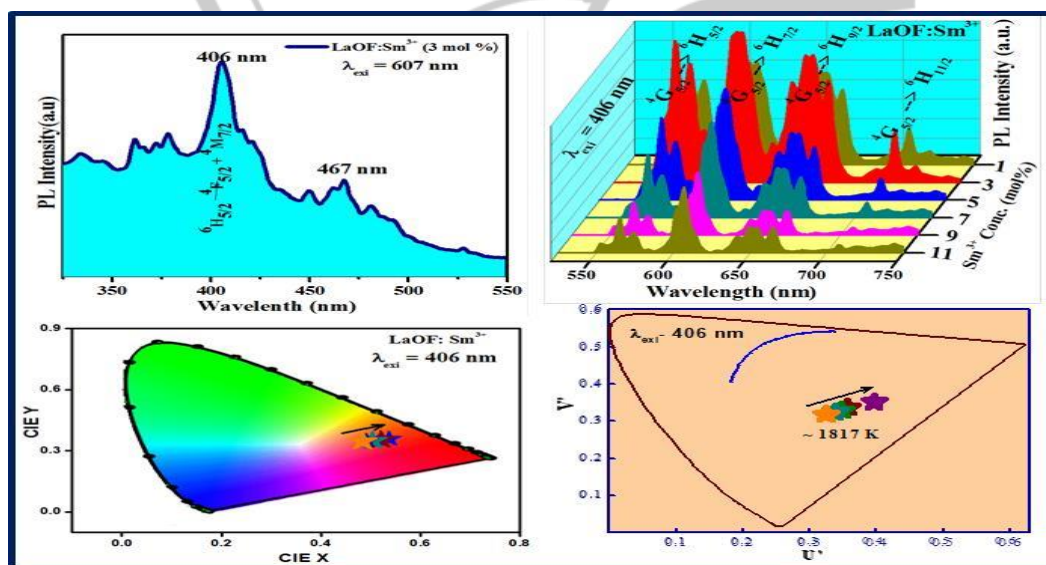 406 nm
LaOF:Sm³⁺ (3 mol %)
λexi = 607 nm
⁶H5/2–⁴F5/2 + ⁴M7/2
467 nm
PL Intensity(a.u)
350 400 450 500 550
Wavelenth (nm)
LaOF:Sm³⁺
λexi = 406 nm
⁴G5/2-->⁶H5/2
⁴G5/2-->⁶H7/2
⁴G5/2-->⁶H9/2
⁴G5/2-->⁶H11/2
PL Intensity (a.u.)
1
3
5
7
9
11
Sm³⁺ Conc. (mol%)
550 600 650 700 750
Wavelength (nm)
LaOF: Sm³⁺
λexi = 406 nm
CIE Y
0.9
0.6
0.3
0.0
0.0 0.2 0.4 0.6 0.8
CIE X
λexi- 406 nm
~ 1817 K
V'
0.6
0.5
0.4
0.3
0.2
0.1
0.1 0.2 0.3 0.4 0.5 0.6
U'